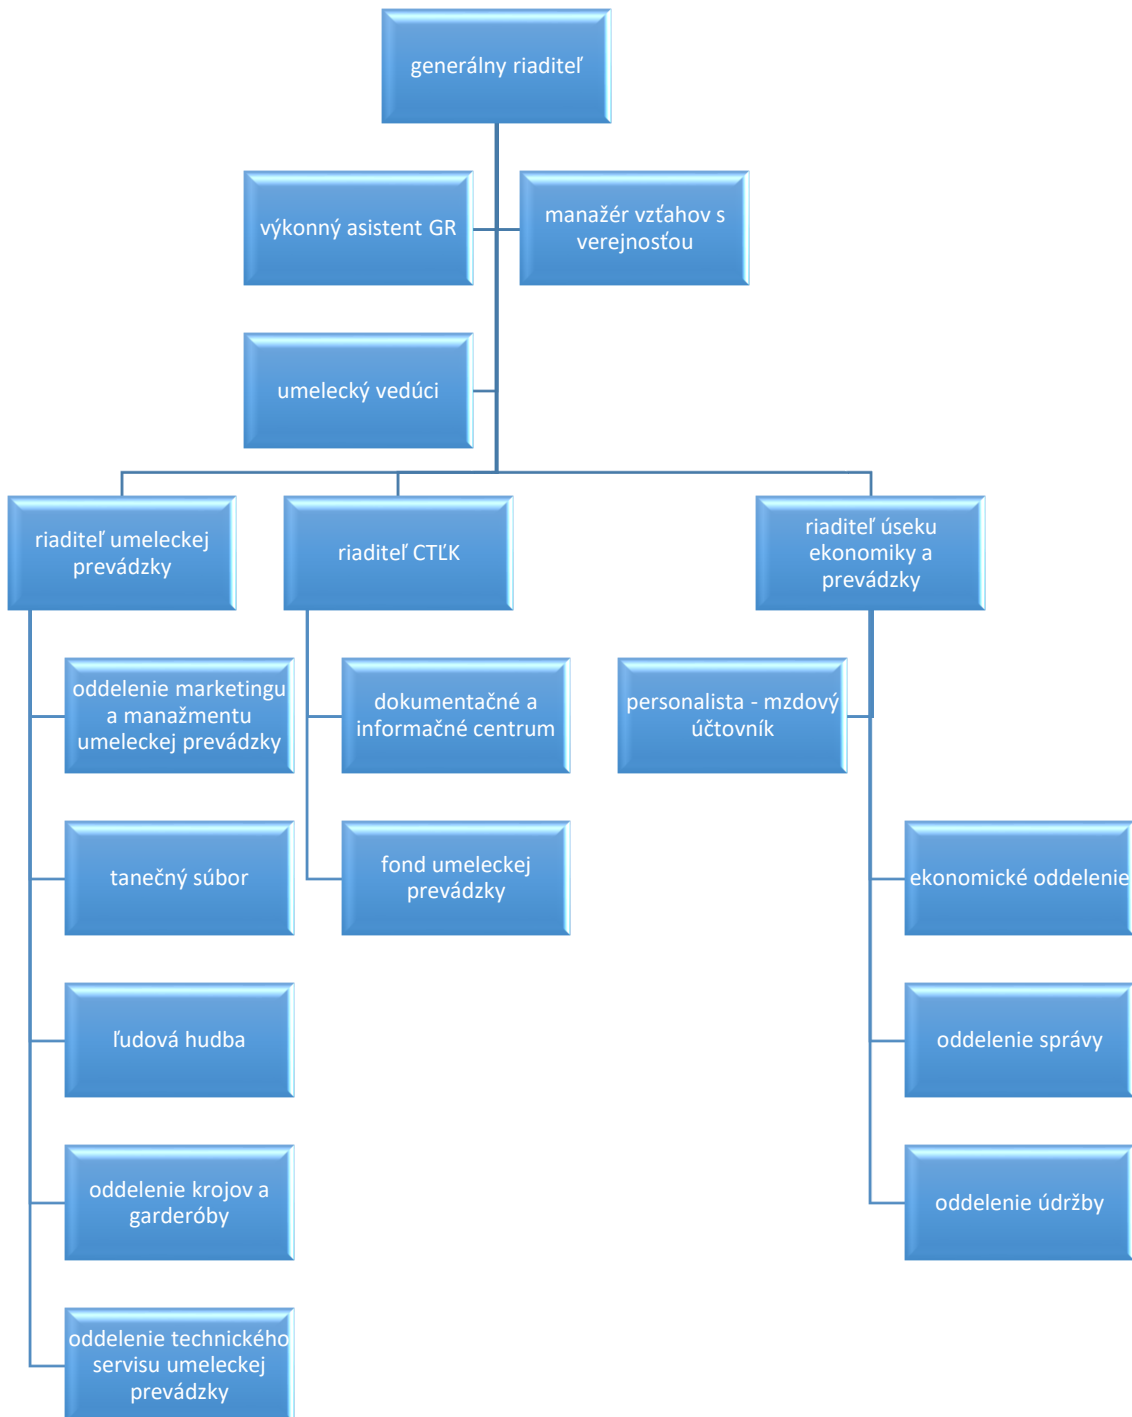 generálny riaditeľ
výkonný asistent GR
manažér vzťahov s
verejnosťou
umelecký vedúci
riaditeľ umeleckej
prevádzky
riaditeľ CTĽK
riaditeľ úseku
ekonomiky a
prevádzky
oddelenie marketingu
a manažmentu
umeleckej prevádzky
dokumentačné a
informačné centrum
personalista - mzdový
účtovník
tanečný súbor
fond umeleckej
prevádzky
ekonomické oddelenie
ľudová hudba
oddelenie správy
oddelenie krojov a
garderóby
oddelenie údržby
oddelenie technického
servisu umeleckej
prevádzky